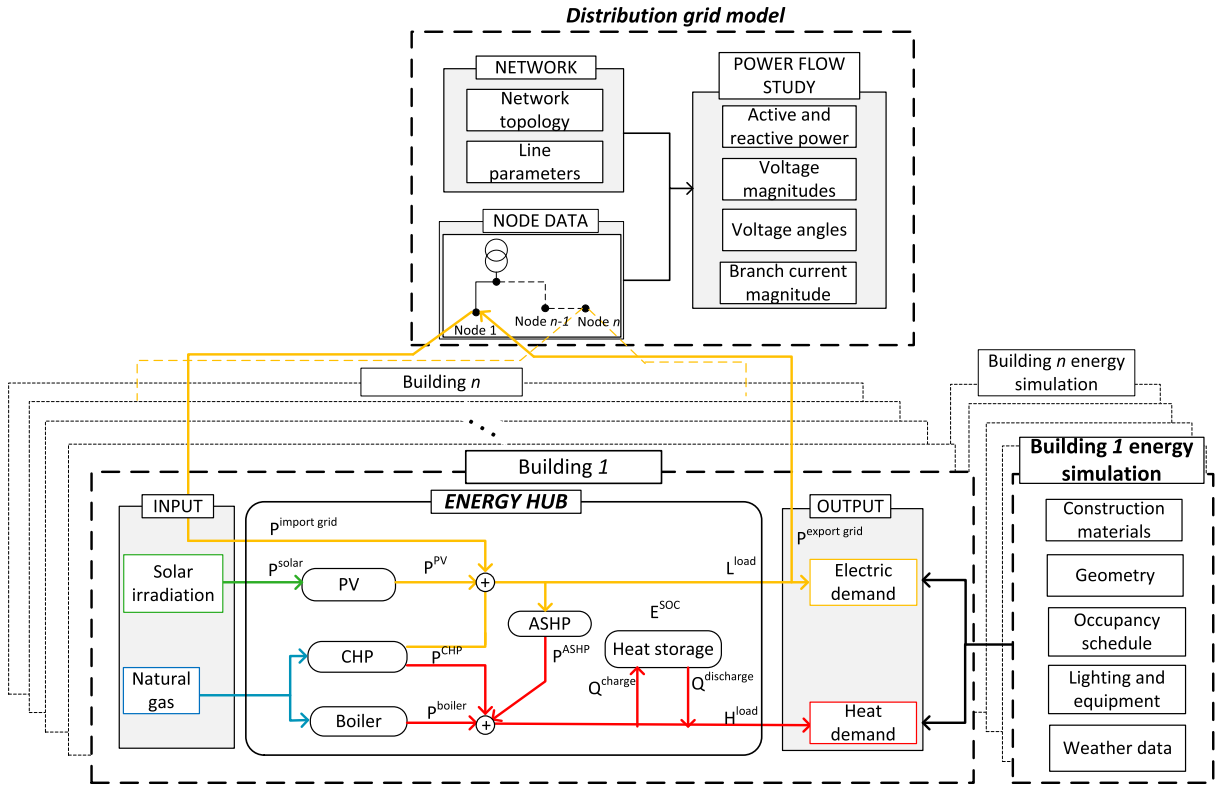 Distribution grid model
NETWORK
Network
topology
Line
parameters
POWER FLOW
STUDY
Active and
reactive power
Voltage
magnitudes
Voltage angles
Branch current
magnitude
NODE DATA
Node 1
Node n-1
Node n
Building n
Building n energy
simulation
Building 1
Building 1 energy
simulation
INPUT
ENERGY HUB
OUTPUT
P^import grid
P^export grid
Solar
irradiation
P^solar
PV
P^PV
+
L^load
Electric
demand
ASHP
E^SOC
CHP
P^CHP
P^ASHP
Heat storage
Natural
gas
Q^charge
Q^discharge
Boiler
P^boiler
+
H^load
Heat
demand
Construction
materials
Geometry
Occupancy
schedule
Lighting and
equipment
Weather data